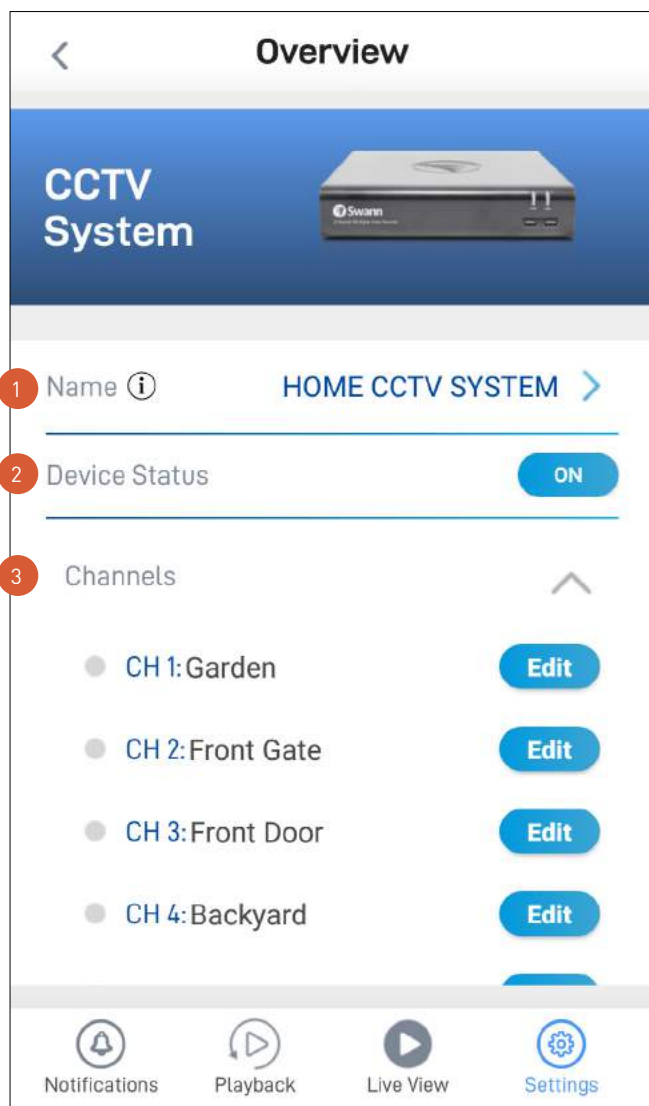 Overview
CCTV
System
Swann
1
Name i
HOME CCTV SYSTEM
2
Device Status
ON
3
Channels
CH 1: Garden
Edit
CH 2: Front Gate
Edit
CH 3: Front Door
Edit
CH 4: Backyard
Edit
Notifications
Playback
Live View
Settings